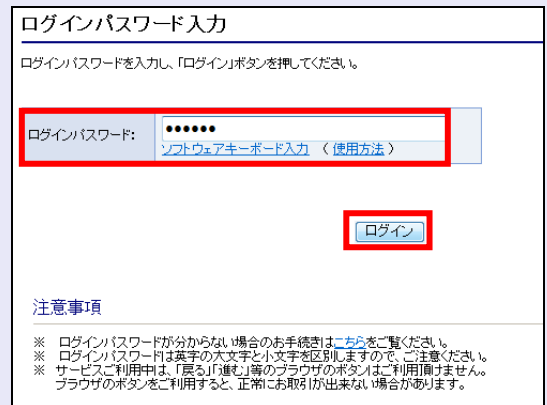 ログインパスワード入力
ログインパスワードを入力し、「ログイン」ボタンを押してください。
ログインパスワード: ●●●●●●
ソフトウェアキーボード入力 （使用方法）
ログイン
注意事項
※ ログインパスワードが分からない場合のお手続きはこちらをご覧ください。
※ ログインパスワードは英字の大文字と小文字を区別しますので、ご注意ください。
※ サービスご利用中は、「戻る」「進む」等のブラウザのボタンはご利用頂けません。
ブラウザのボタンをご利用すると、正常にお取引が出来ない場合があります。